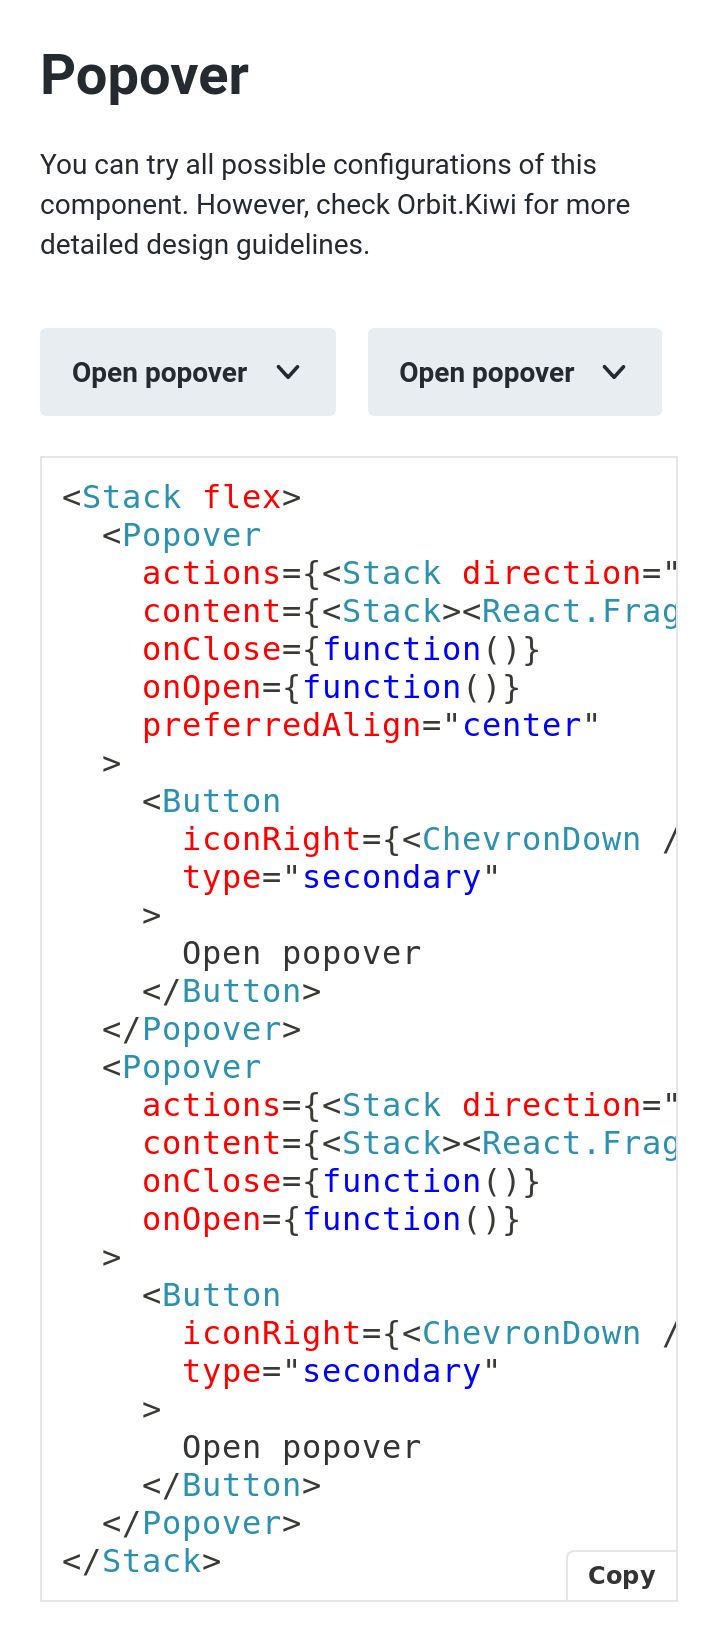 Popover
You can try all possible configurations of this
component. However, check Orbit.Kiwi for more
detailed design guidelines.
Open popover Open popover
<Stack flex>
  <Popover
    actions={<Stack direction="
    content={<Stack><React.Frag
    onClose={function()}
    onOpen={function()}
    preferredAlign="center"
  >
    <Button
      iconRight={<ChevronDown /
      type="secondary"
    >
      Open popover
    </Button>
  </Popover>
  <Popover
    actions={<Stack direction="
    content={<Stack><React.Frag
    onClose={function()}
    onOpen={function()}
  >
    <Button
      iconRight={<ChevronDown /
      type="secondary"
    >
      Open popover
    </Button>
  </Popover>
</Stack>
Copy